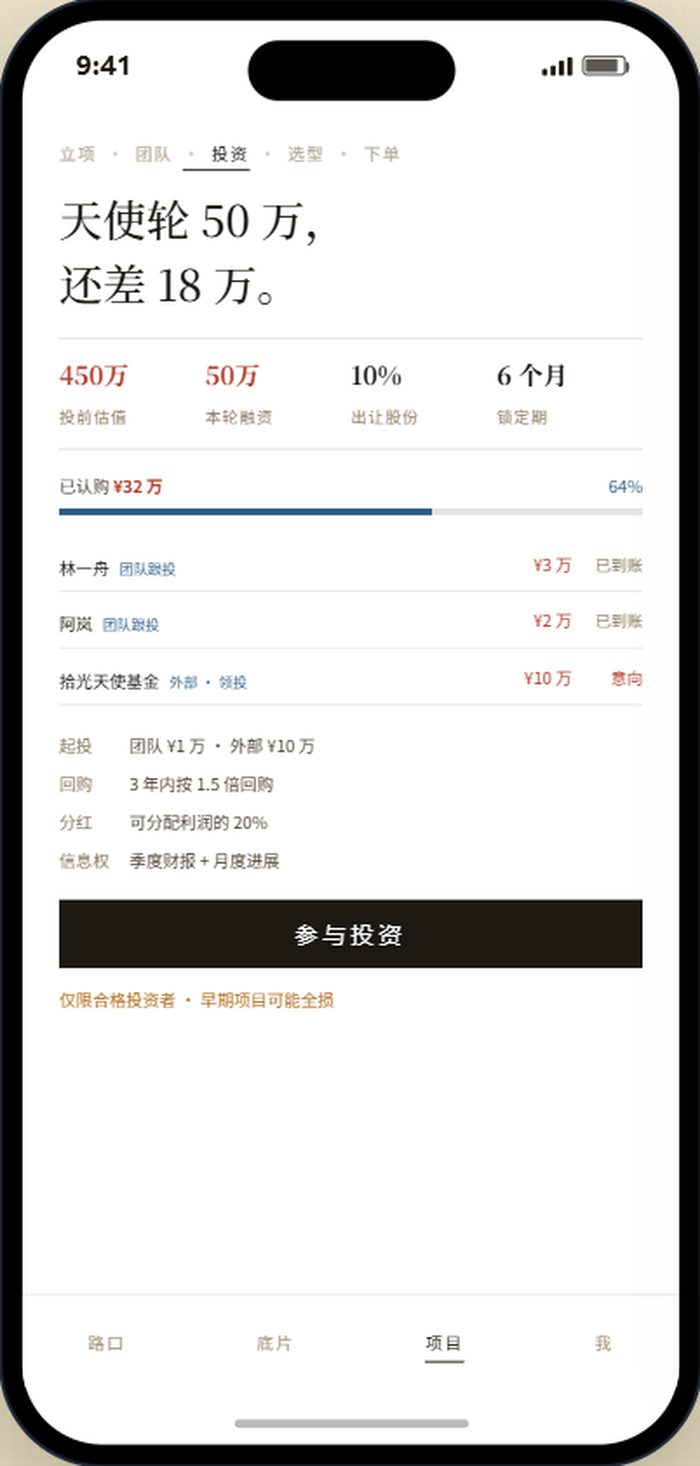 9:41
立项 · 团队 · 投资 · 选型 · 下单
天使轮 50 万,
还差 18 万。
450万 50万 10% 6 个月
投前估值 本轮融资 出让股份 锁定期
已认购 ¥32 万 64%
林一舟 团队跟投 ¥3 万 已到账
阿岚 团队跟投 ¥2 万 已到账
拾光天使基金 外部 · 领投 ¥10 万 意向
起投 团队 ¥1 万 · 外部 ¥10 万
回购 3 年内按 1.5 倍回购
分红 可分配利润的 20%
信息权 季度财报 + 月度进展
参与投资
仅限合格投资者 · 早期项目可能全损
路口 底片 项目 我